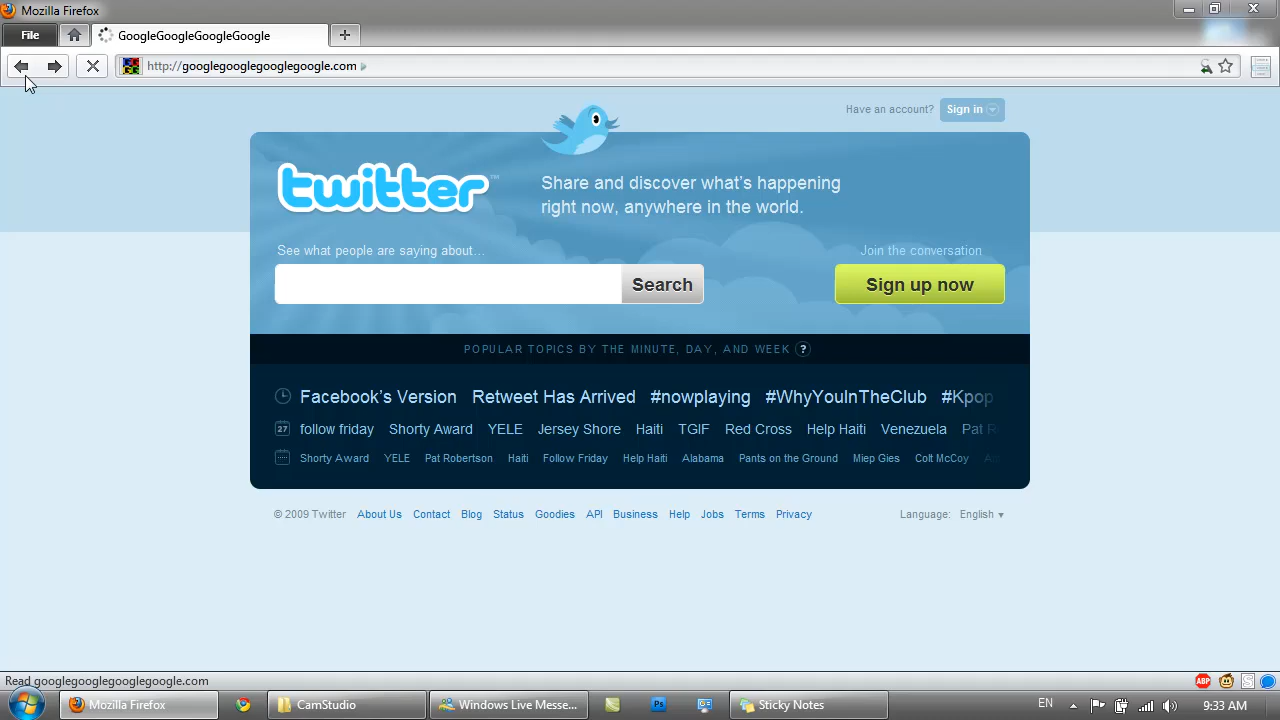 Mozilla Firefox
File
GoogleGoogleGoogleGoogle
http://googlegooglegooglegoogle.com
Have an account? Sign in
twitter™
Share and discover what's happening
right now, anywhere in the world.
See what people are saying about…
Join the conversation
Search
Sign up now
POPULAR TOPICS BY THE MINUTE, DAY, AND WEEK ?
Facebook's Version Retweet Has Arrived #nowplaying #WhyYouInTheClub #Kpop
27 follow friday Shorty Award YELE Jersey Shore Haiti TGIF Red Cross Help Haiti Venezuela Pat R
Shorty Award YELE Pat Robertson Haiti Follow Friday Help Haiti Alabama Pants on the Ground Miep Gies Colt McCoy
© 2009 Twitter About Us Contact Blog Status Goodies API Business Help Jobs Terms Privacy Language: English
Read googlegooglegooglegoogle.com
ABP
Mozilla Firefox CamStudio Windows Live Messe... Ps Sticky Notes EN 9:33 AM